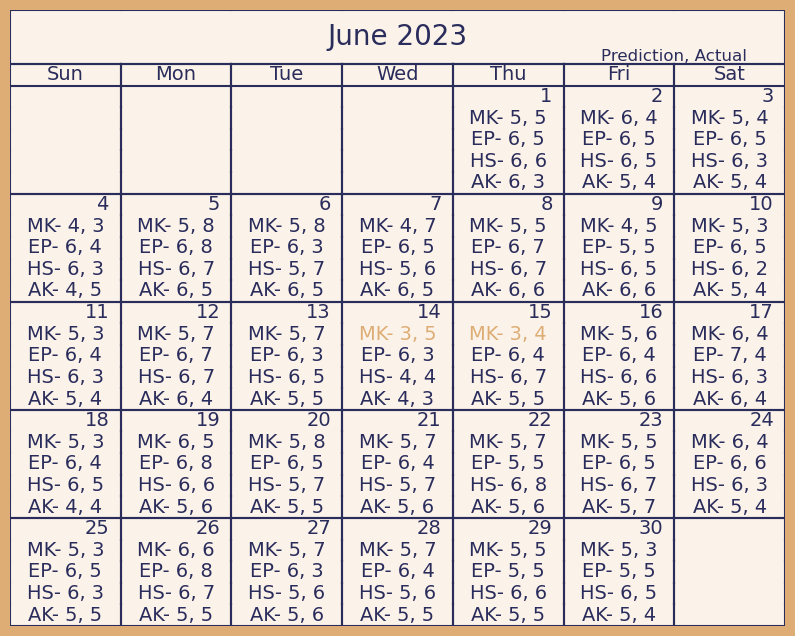 June 2023
Prediction, Actual
Sun Mon Tue Wed Thu Fri Sat
1 2 3
MK- 5, 5 MK- 6, 4 MK- 5, 4
EP- 6, 5 EP- 6, 5 EP- 6, 5
HS- 6, 6 HS- 6, 5 HS- 6, 3
AK- 6, 3 AK- 5, 4 AK- 5, 4
4 5 6 7 8 9 10
MK- 4, 3 MK- 5, 8 MK- 5, 8 MK- 4, 7 MK- 5, 5 MK- 4, 5 MK- 5, 3
EP- 6, 4 EP- 6, 8 EP- 6, 3 EP- 6, 5 EP- 6, 7 EP- 5, 5 EP- 6, 5
HS- 6, 3 HS- 6, 7 HS- 5, 7 HS- 5, 6 HS- 6, 7 HS- 6, 5 HS- 6, 2
AK- 4, 5 AK- 6, 5 AK- 6, 5 AK- 6, 5 AK- 6, 6 AK- 6, 6 AK- 5, 4
11 12 13 14 15 16 17
MK- 5, 3 MK- 5, 7 MK- 5, 7 MK- 3, 5 MK- 3, 4 MK- 5, 6 MK- 6, 4
EP- 6, 4 EP- 6, 7 EP- 6, 3 EP- 6, 3 EP- 6, 4 EP- 6, 4 EP- 7, 4
HS- 6, 3 HS- 6, 7 HS- 6, 5 HS- 4, 4 HS- 6, 7 HS- 6, 6 HS- 6, 3
AK- 5, 4 AK- 6, 4 AK- 5, 5 AK- 4, 3 AK- 5, 5 AK- 5, 6 AK- 6, 4
18 19 20 21 22 23 24
MK- 5, 3 MK- 6, 5 MK- 5, 8 MK- 5, 7 MK- 5, 7 MK- 5, 5 MK- 6, 4
EP- 6, 4 EP- 6, 8 EP- 6, 5 EP- 6, 4 EP- 5, 5 EP- 6, 5 EP- 6, 6
HS- 6, 5 HS- 6, 6 HS- 5, 7 HS- 5, 7 HS- 6, 8 HS- 6, 7 HS- 6, 3
AK- 4, 4 AK- 5, 6 AK- 5, 5 AK- 5, 6 AK- 5, 6 AK- 5, 7 AK- 5, 4
25 26 27 28 29 30
MK- 5, 3 MK- 6, 6 MK- 5, 7 MK- 5, 7 MK- 5, 5 MK- 5, 3
EP- 6, 5 EP- 6, 8 EP- 6, 3 EP- 6, 4 EP- 5, 5 EP- 5, 5
HS- 6, 3 HS- 6, 7 HS- 5, 6 HS- 5, 6 HS- 6, 6 HS- 6, 5
AK- 5, 5 AK- 5, 5 AK- 5, 6 AK- 5, 5 AK- 5, 5 AK- 5, 4